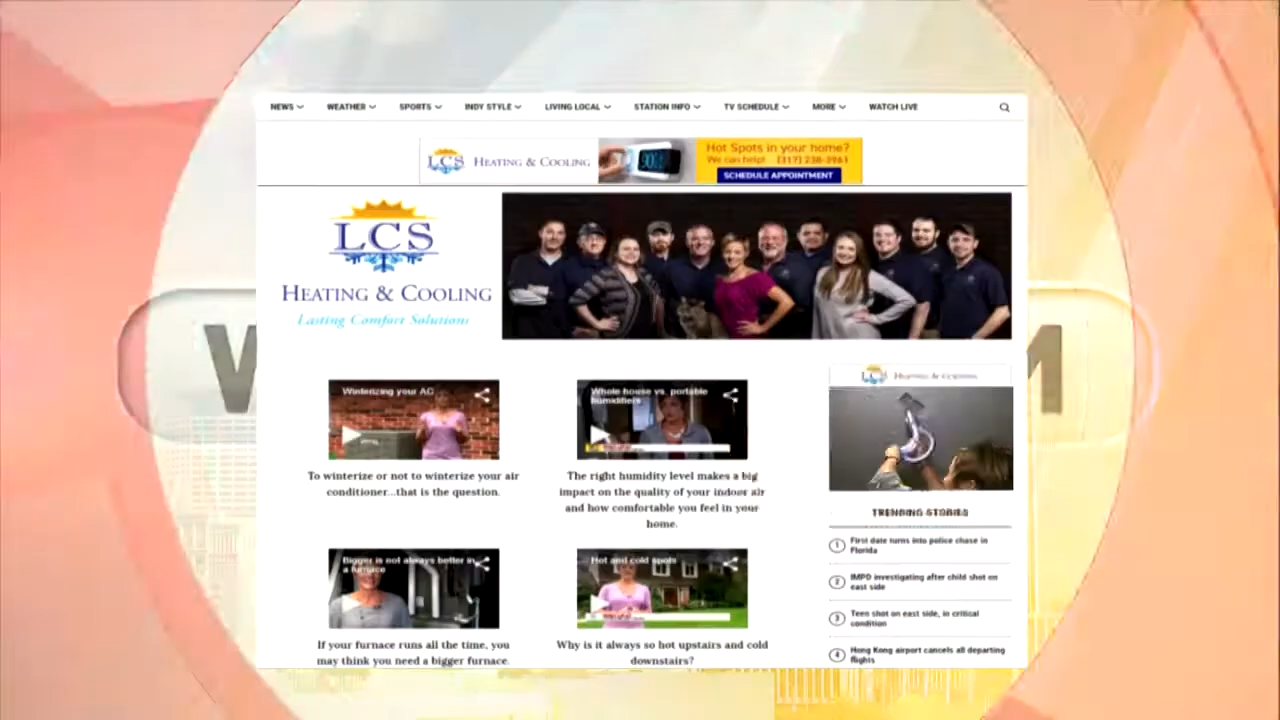 NEWS WEATHER SPORTS INDY STYLE LIVING LOCAL STATION INFO TV SCHEDULE MORE WATCH LIVE
LCS HEATING & COOLING
Hot Spots in your home?
We can help! (317) 238-3961
SCHEDULE APPOINTMENT
LCS
HEATING & COOLING
Lasting Comfort Solutions
W
M
Winterizing your AC
To winterize or not to winterize your air
conditioner...that is the question.
Whole house vs. portable
humidifiers
The right humidity level makes a big
impact on the quality of your indoor air
and how comfortable you feel in your
home.
Bigger is not always better in
a furnace
If your furnace runs all the time, you
may think you need a bigger furnace.
Hot and cold spots
Why is it always so hot upstairs and cold
downstairs?
LCS HEATING & COOLING
TRENDING STORIES
1 First date turns into police chase in
Florida
2 IMPD investigating after child shot on
east side
3 Teen shot on east side, in critical
condition
4 Hong Kong airport cancels all departing
flights